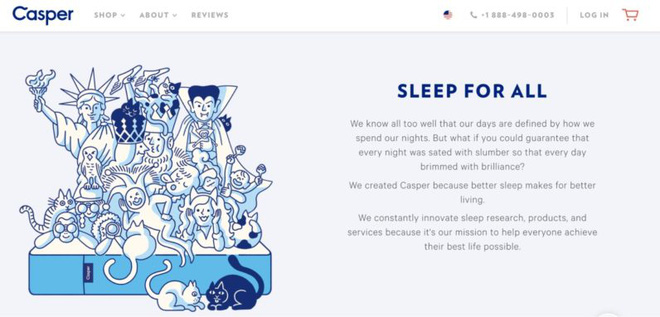 Casper
SHOP
ABOUT
REVIEWS
+1 888-498-0003
LOG IN
SLEEP FOR ALL
We know all too well that our days are defined by how we
spend our nights. But what if you could guarantee that
every night was sated with slumber so that every day
brimmed with brilliance?
We created Casper because better sleep makes for better
living.
We constantly innovate sleep research, products, and
services because it's our mission to help everyone achieve
their best life possible.
Casper